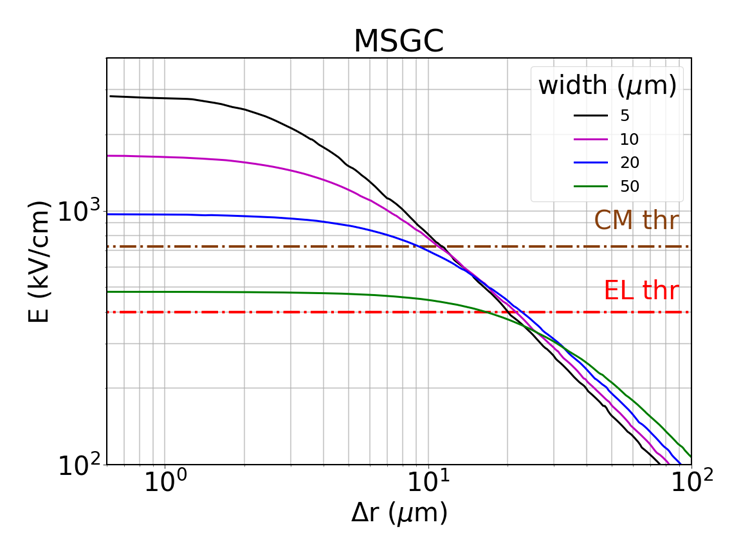 MSGC
width (μm)
5
10
20
50
CM thr
EL thr
10³
10²
E (kV/cm)
10⁰
10¹
10²
Δr (μm)